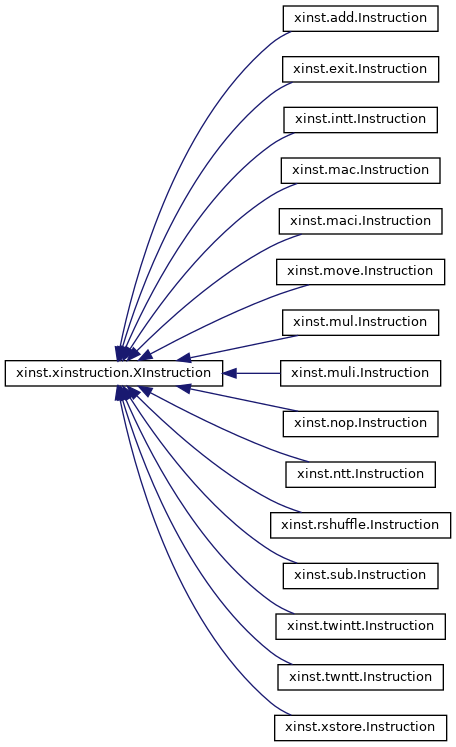 xinst.add.Instruction
xinst.exit.Instruction
xinst.intt.Instruction
xinst.mac.Instruction
xinst.maci.Instruction
xinst.move.Instruction
xinst.mul.Instruction
xinst.xinstruction.XInstruction
xinst.muli.Instruction
xinst.nop.Instruction
xinst.ntt.Instruction
xinst.rshuffle.Instruction
xinst.sub.Instruction
xinst.twintt.Instruction
xinst.twntt.Instruction
xinst.xstore.Instruction